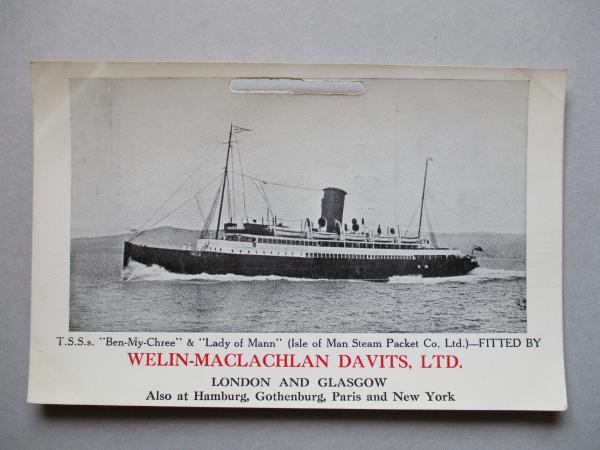 T.S.S.s. "Ben-My-Chree" & "Lady of Mann" (Isle of Man Steam Packet Co. Ltd.)—FITTED BY
WELIN-MACLACHLAN DAVITS, LTD.
LONDON AND GLASGOW
Also at Hamburg, Gothenburg, Paris and New York